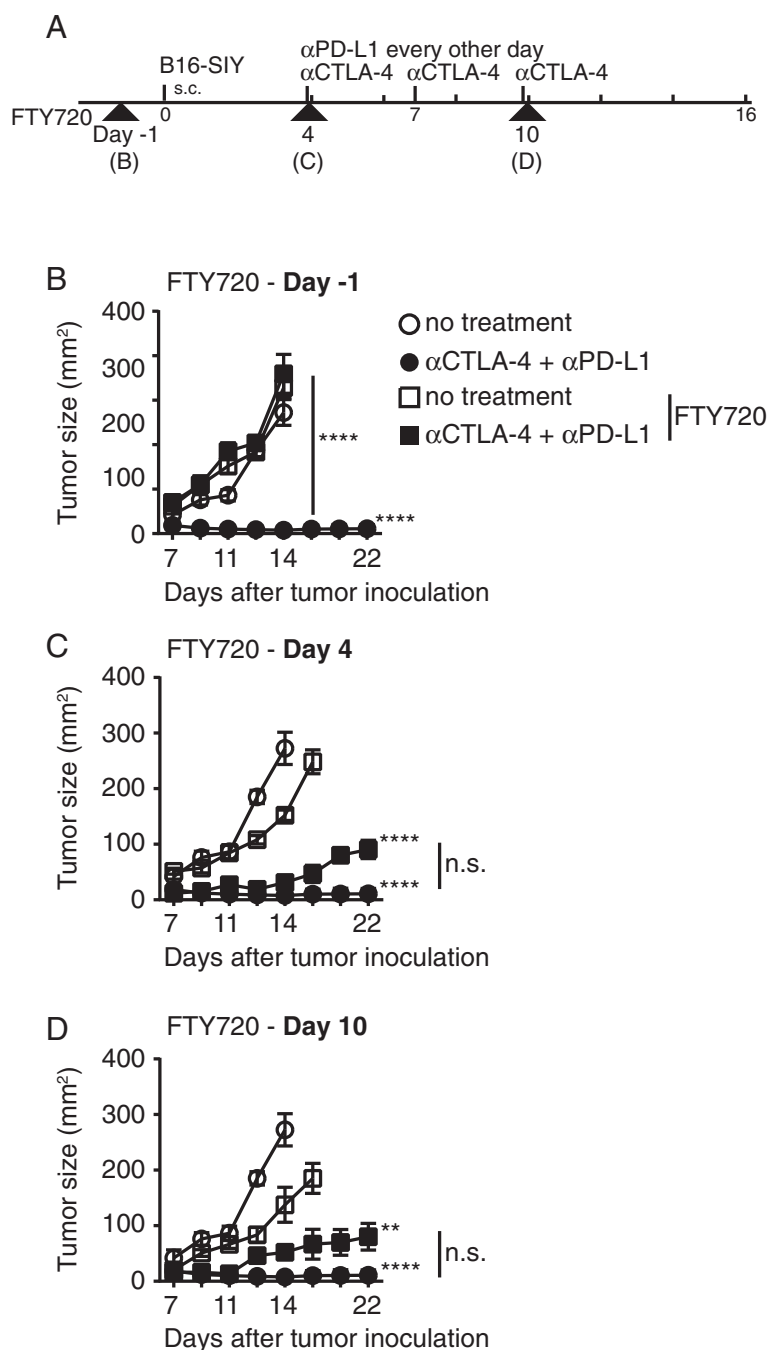 A
B16-SIY
s.c.
αPD-L1 every other day
αCTLA-4 αCTLA-4 αCTLA-4
FTY720
0 7 16
Day -1 4 10
(B) (C) (D)
B
FTY720 - Day -1
Tumor size (mm²)
400
300
200
100
0
7 11 14 22
Days after tumor inoculation
****
****
no treatment
αCTLA-4 + αPD-L1
no treatment
αCTLA-4 + αPD-L1
FTY720
C
FTY720 - Day 4
Tumor size (mm²)
400
300
200
100
0
7 11 14 22
Days after tumor inoculation
****
****
n.s.
D
FTY720 - Day 10
Tumor size (mm²)
400
300
200
100
0
7 11 14 22
Days after tumor inoculation
**
****
n.s.